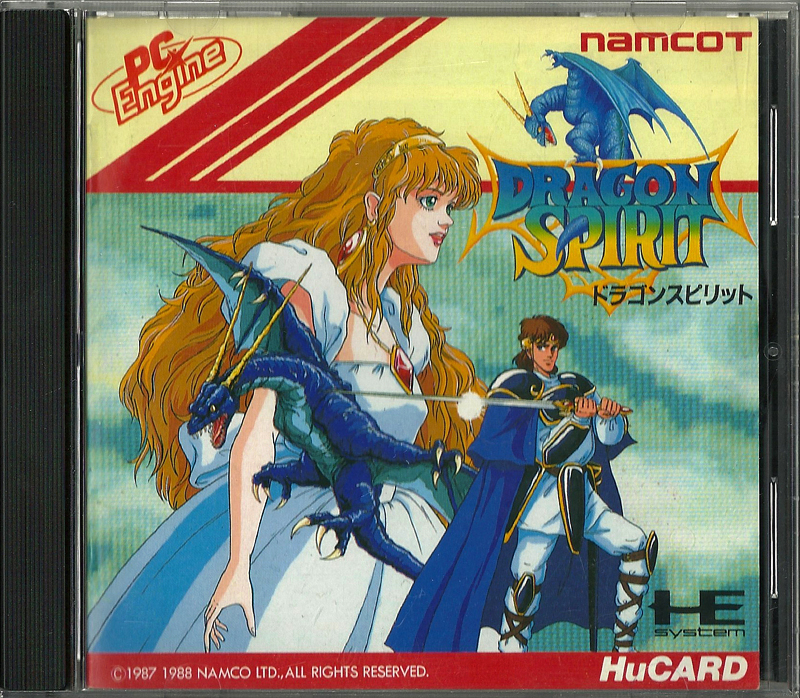 PC Engine
namcoT
DRAGON
SPIRIT
ドラゴンスピリット
HE
system
©1987 1988 NAMCO LTD., ALL RIGHTS RESERVED.
HuCARD